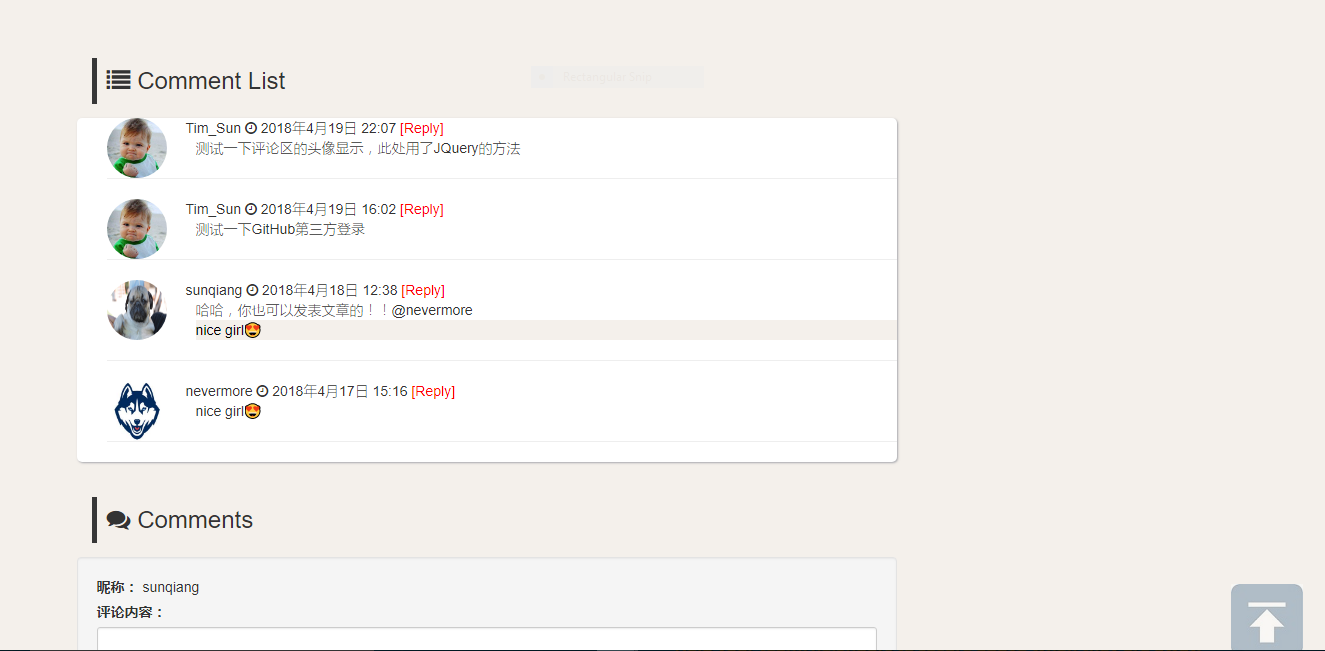 Comment List
Rectangular Snip
Tim_Sun 2018年4月19日 22:07 [Reply]
测试一下评论区的头像显示，此处用了JQuery的方法
Tim_Sun 2018年4月19日 16:02 [Reply]
测试一下GitHub第三方登录
sunqiang 2018年4月18日 12:38 [Reply]
哈哈，你也可以发表文章的！！@nevermore
nice girl😍
nevermore 2018年4月17日 15:16 [Reply]
nice girl😍
Comments
昵称： sunqiang
评论内容：